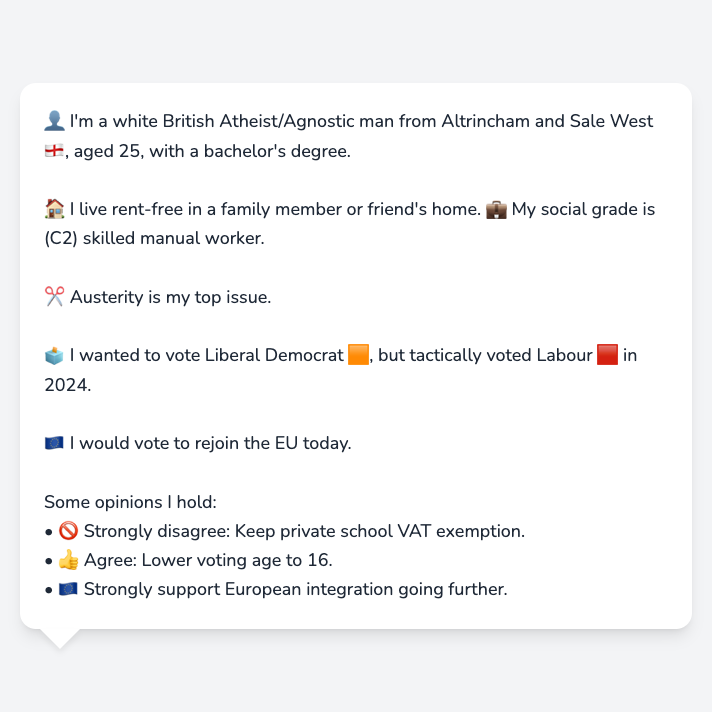 👤 I'm a white British Atheist/Agnostic man from Altrincham and Sale West
🏴󠁧󠁢󠁥󠁮󠁧󠁿, aged 25, with a bachelor's degree.
🏠 I live rent-free in a family member or friend's home. 💼 My social grade is
(C2) skilled manual worker.
✂️ Austerity is my top issue.
🗳️ I wanted to vote Liberal Democrat 🟧, but tactically voted Labour 🟥 in
2024.
🇪🇺 I would vote to rejoin the EU today.
Some opinions I hold:
• 🚫 Strongly disagree: Keep private school VAT exemption.
• 👍 Agree: Lower voting age to 16.
• 🇪🇺 Strongly support European integration going further.